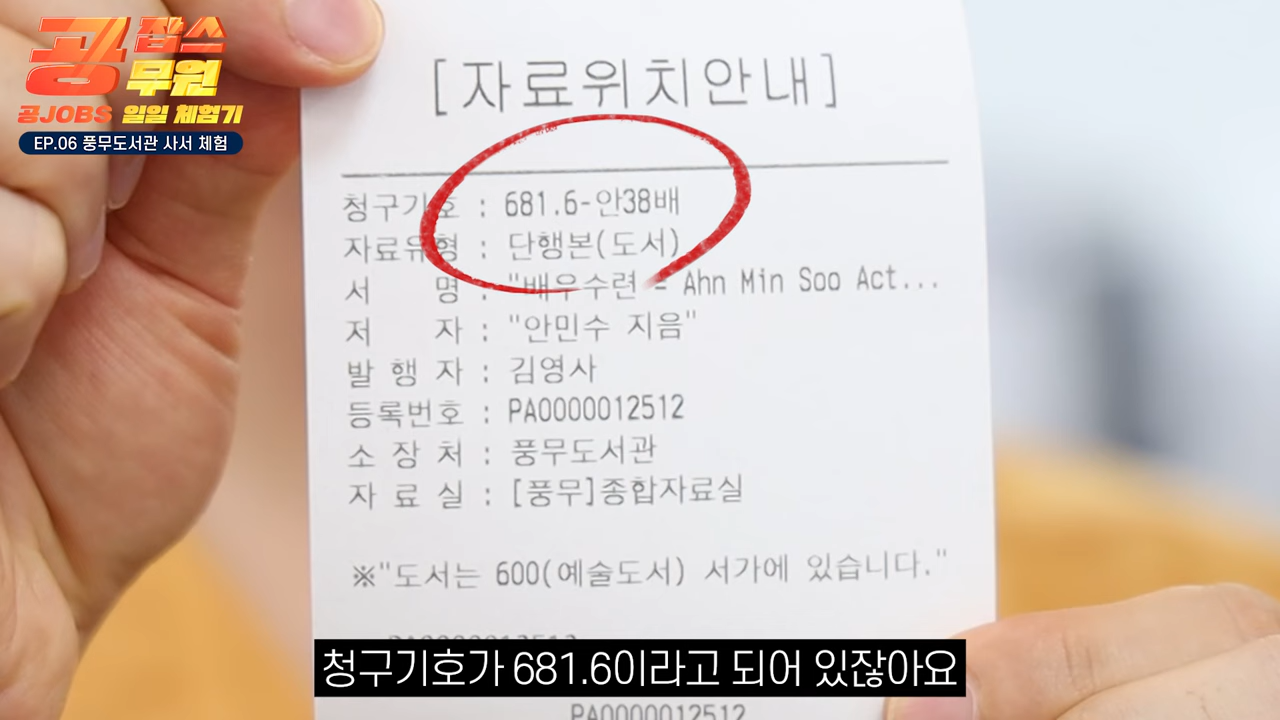 공잡스
무원
공JOBS 일일 체험기
EP.06 풍무도서관 사서 체험
[자료위치안내]
청구기호 : 681.6-안38배
자료유형 : 단행본(도서)
서 명 : "배우수련 - Ahn Min Soo Act...
저 자 : "안민수 지음"
발 행 자 : 김영사
등록번호 : PA0000012512
소 장 처 : 풍무도서관
자 료 실 : [풍무]종합자료실
※"도서는 600(예술도서) 서가에 있습니다."
PA0000012512
청구기호가 681.6이라고 되어 있잖아요
PA0000012512